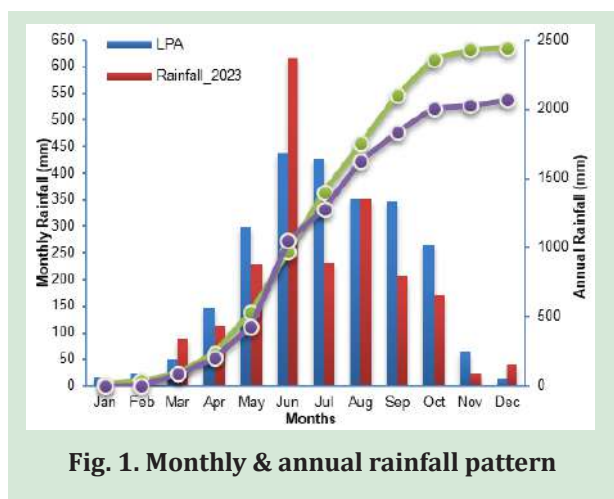 LPA
Rainfall_2023
650
600
550
500
450
400
350
300
250
200
150
100
50
0
Monthly Rainfall (mm)
2500
2000
1500
1000
500
0
Annual Rainfall (mm)
Jan Feb Mar Apr May Jun Jul Aug Sep Oct Nov Dec
Months
Fig. 1. Monthly & annual rainfall pattern